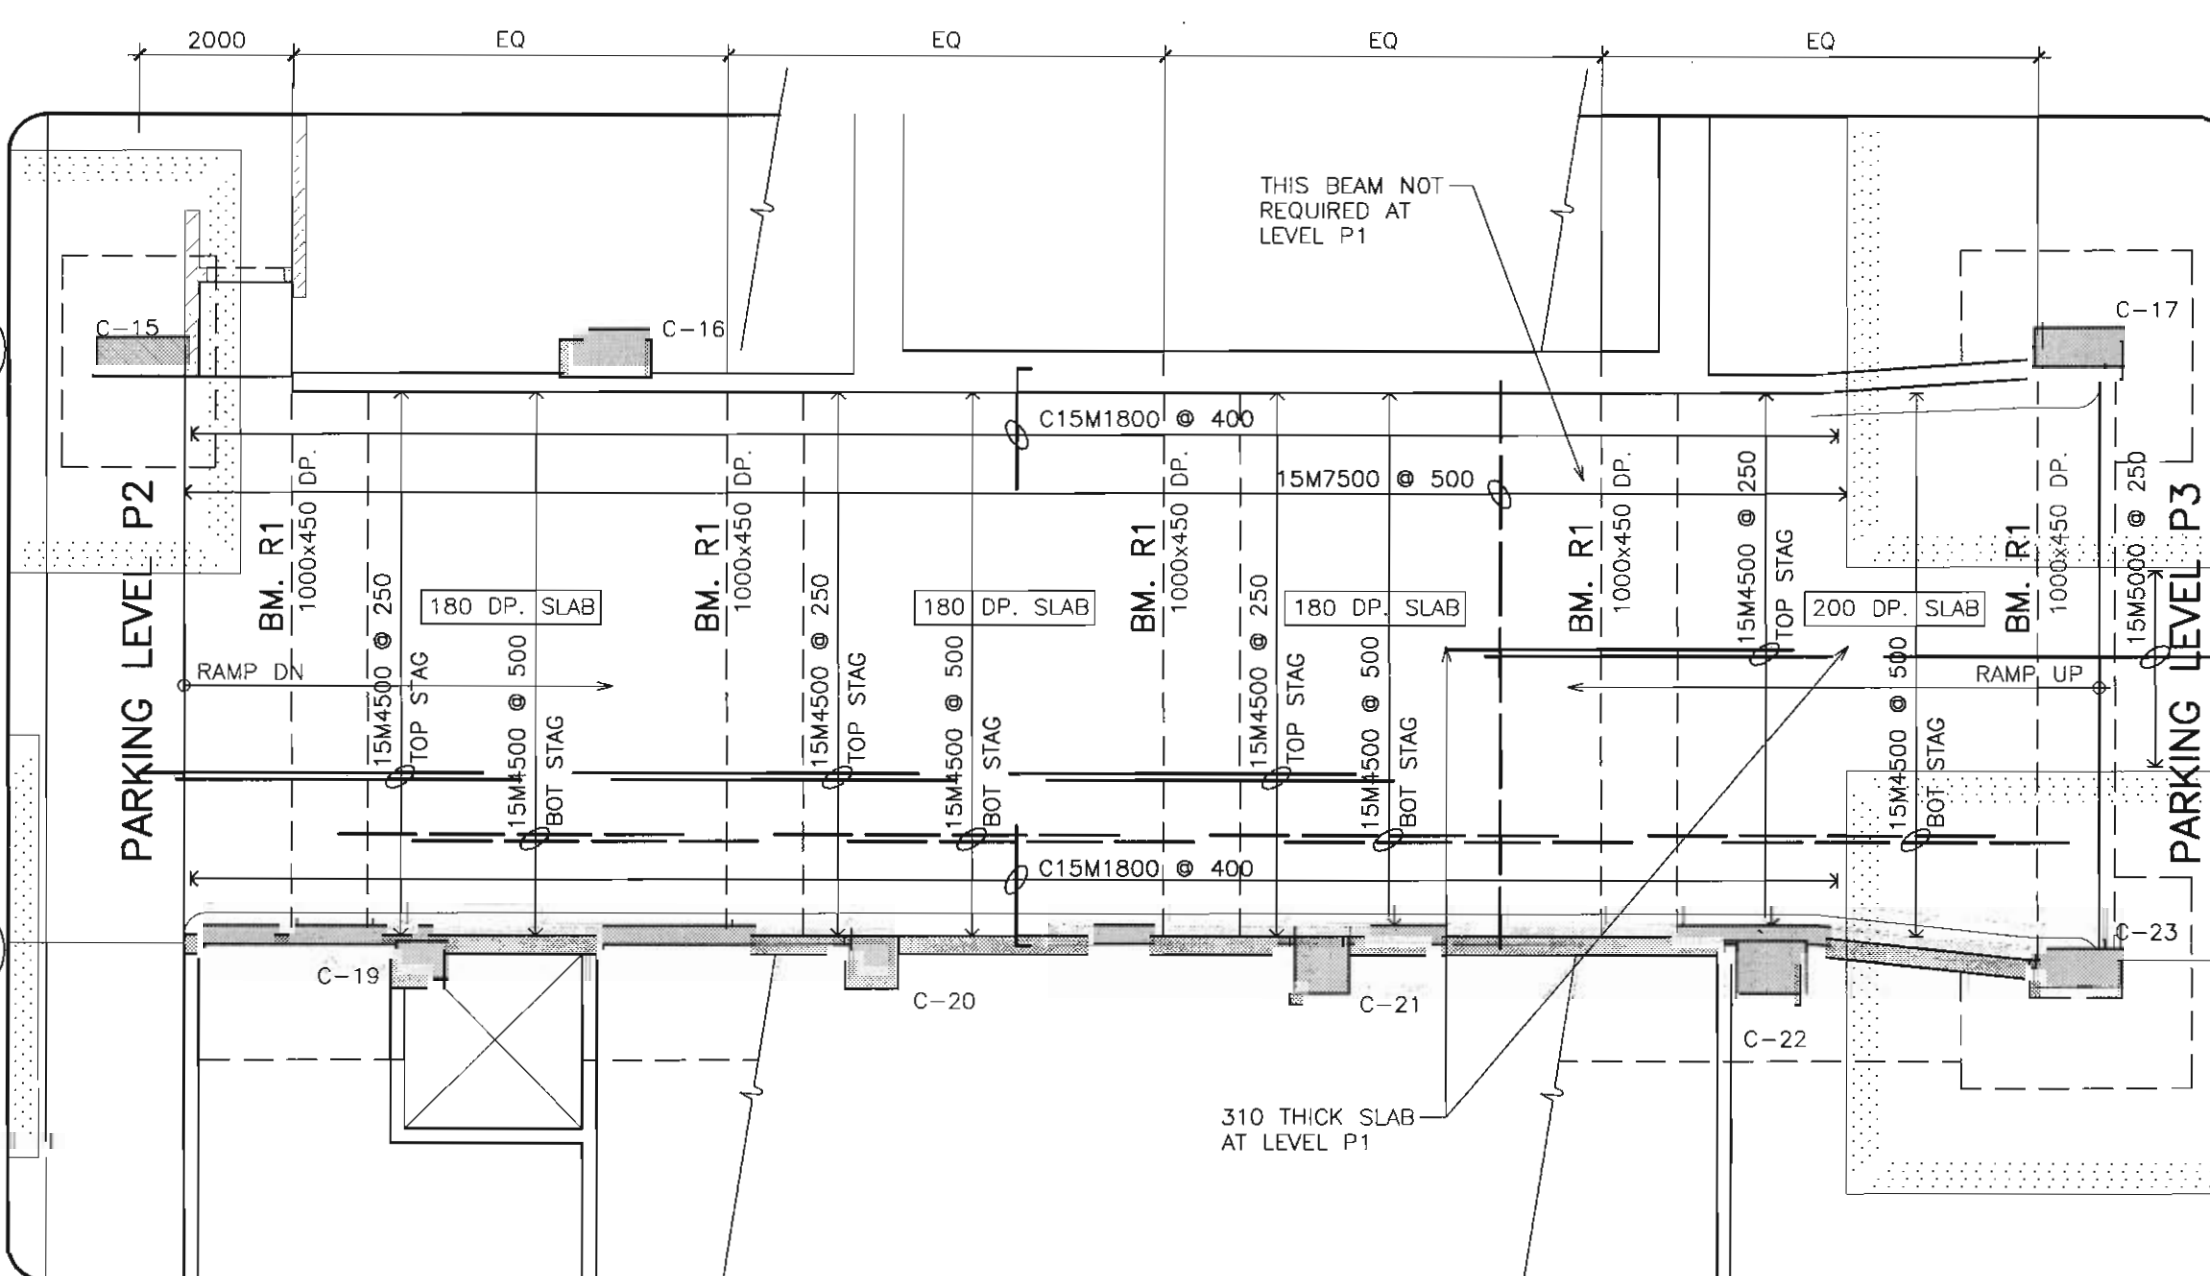 2000
EQ
EQ
EQ
EQ
THIS BEAM NOT
REQUIRED AT
LEVEL P1
C-15
C-16
C-17
C15M1800 @ 400
15M7500 @ 500
PARKING LEVEL P2
BM. R1
1000x450 DP.
15M4500 @ 250
TOP STAG
180 DP. SLAB
15M4500 @ 500
BOT STAG
BM. R1
1000x450 DP.
15M4500 @ 250
TOP STAG
180 DP. SLAB
15M4500 @ 500
BOT STAG
BM. R1
1000x450 DP.
15M4500 @ 250
TOP STAG
180 DP. SLAB
15M4500 @ 500
BOT STAG
BM. R1
1000x450 DP.
15M4500 @ 250
TOP STAG
200 DP. SLAB
15M4500 @ 500
BOT STAG
BM. R1
1000x450 DP.
15M5000 @ 250
PARKING LEVEL P3
RAMP DN
RAMP UP
C15M1800 @ 400
C-19
C-20
C-21
C-22
C-23
310 THICK SLAB
AT LEVEL P1